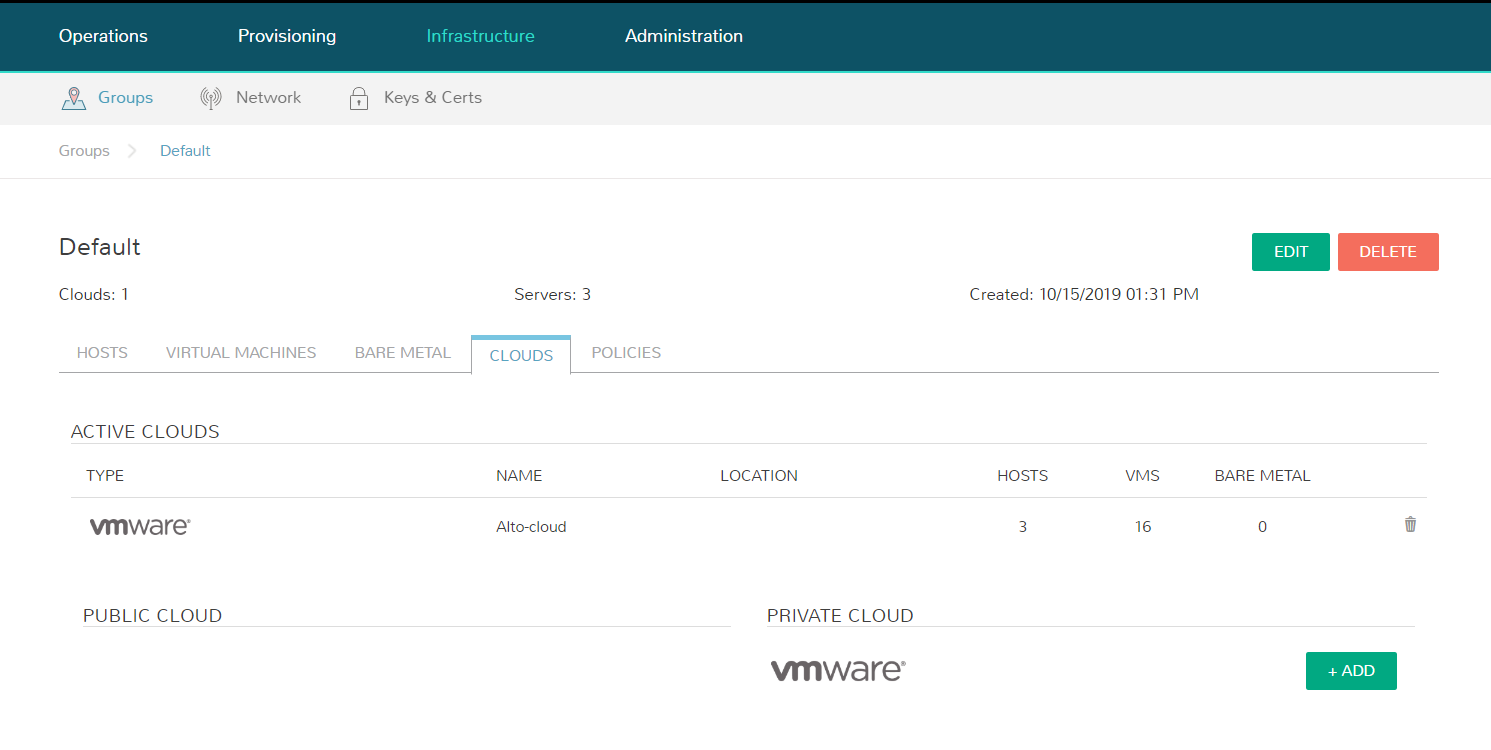 Operations Provisioning Infrastructure Administration
Groups Network Keys & Certs
Groups Default
Default
EDIT DELETE
Clouds: 1 Servers: 3 Created: 10/15/2019 01:31 PM
HOSTS VIRTUAL MACHINES BARE METAL CLOUDS POLICIES
ACTIVE CLOUDS
TYPE NAME LOCATION HOSTS VMS BARE METAL
vmware® Alto-cloud 3 16 0
PUBLIC CLOUD PRIVATE CLOUD
vmware® + ADD